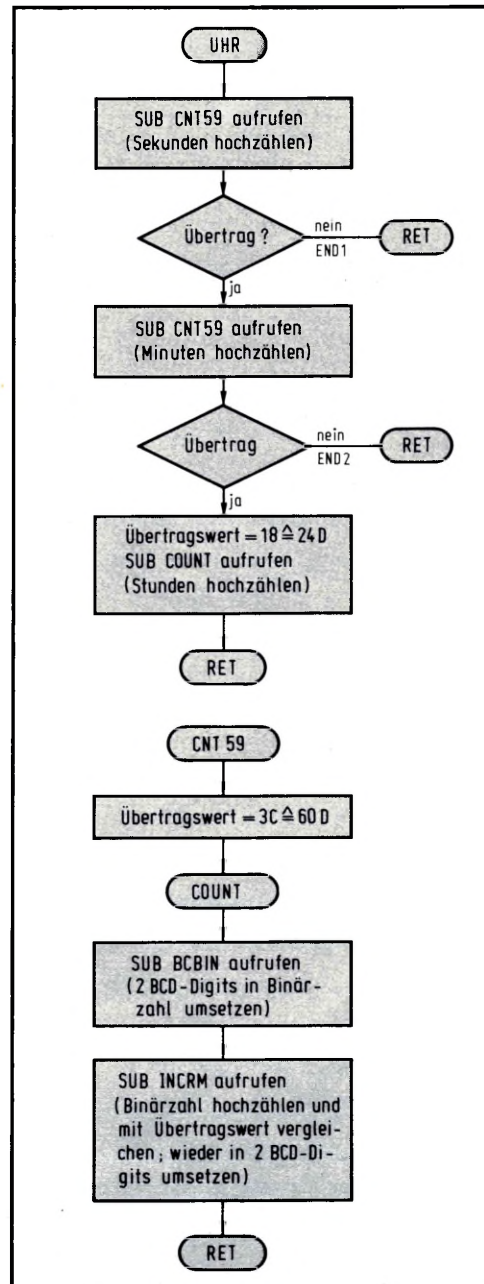 UHR
SUB CNT59 aufrufen
(Sekunden hochzählen)
Übertrag?
nein
END1
RET
ja
SUB CNT59 aufrufen
(Minuten hochzählen)
Übertrag
nein
END2
RET
ja
Übertragswert = 18 ≙ 24 D
SUB COUNT aufrufen
(Stunden hochzählen)
RET
CNT 59
Übertragswert = 3C ≙ 60 D
COUNT
SUB BCBIN aufrufen
(2 BCD-Digits in Binär-
zahl umsetzen)
SUB INCRM aufrufen
(Binärzahl hochzählen und
mit Übertragswert verglei-
chen; wieder in 2 BCD-Di-
gits umsetzen)
RET